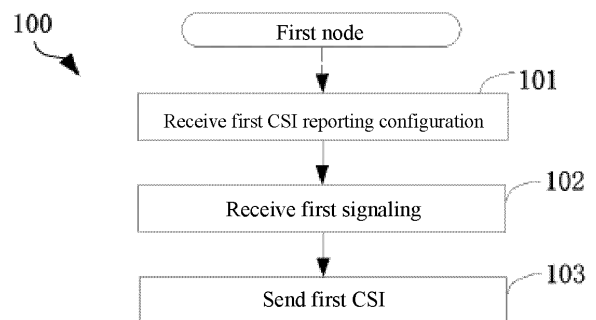 100
First node
101
Receive first CSI reporting configuration
102
Receive first signaling
103
Send first CSI